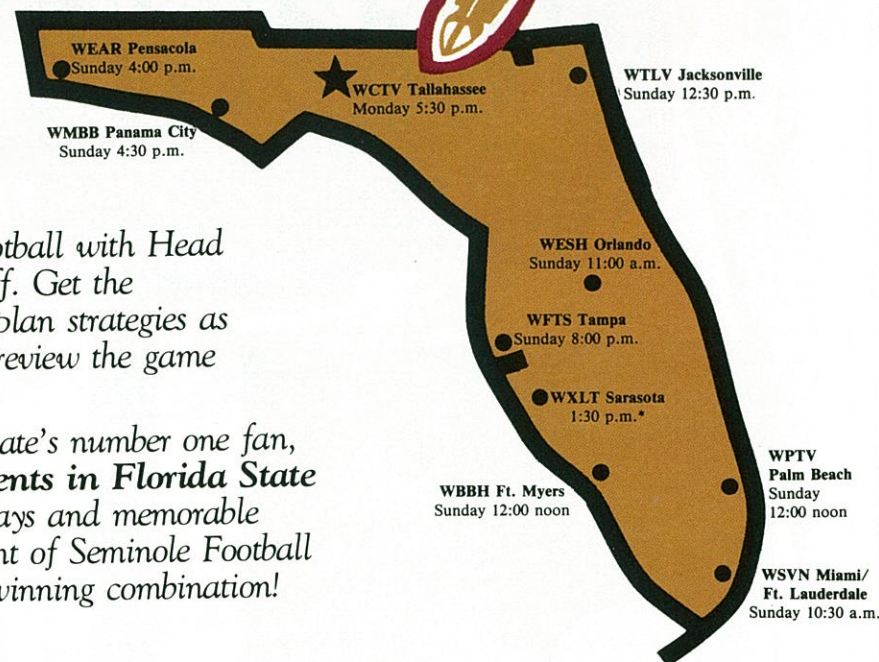 WEAR Pensacola
Sunday 4:00 p.m.
WCTV Tallahassee
Monday 5:30 p.m.
WTLV Jacksonville
Sunday 12:30 p.m.
WMBB Panama City
Sunday 4:30 p.m.
otball with Head
ff. Get the
plan strategies as
review the game
ate's number one fan,
ents in Florida State
ays and memorable
nt of Seminole Football
winning combination!
WESH Orlando
Sunday 11:00 a.m.
WFTS Tampa
Sunday 8:00 p.m.
WXLT Sarasota
1:30 p.m.*
WBBH Ft. Myers
Sunday 12:00 noon
WPTV
Palm Beach
Sunday
12:00 noon
WSVN Miami/
Ft. Lauderdale
Sunday 10:30 a.m.